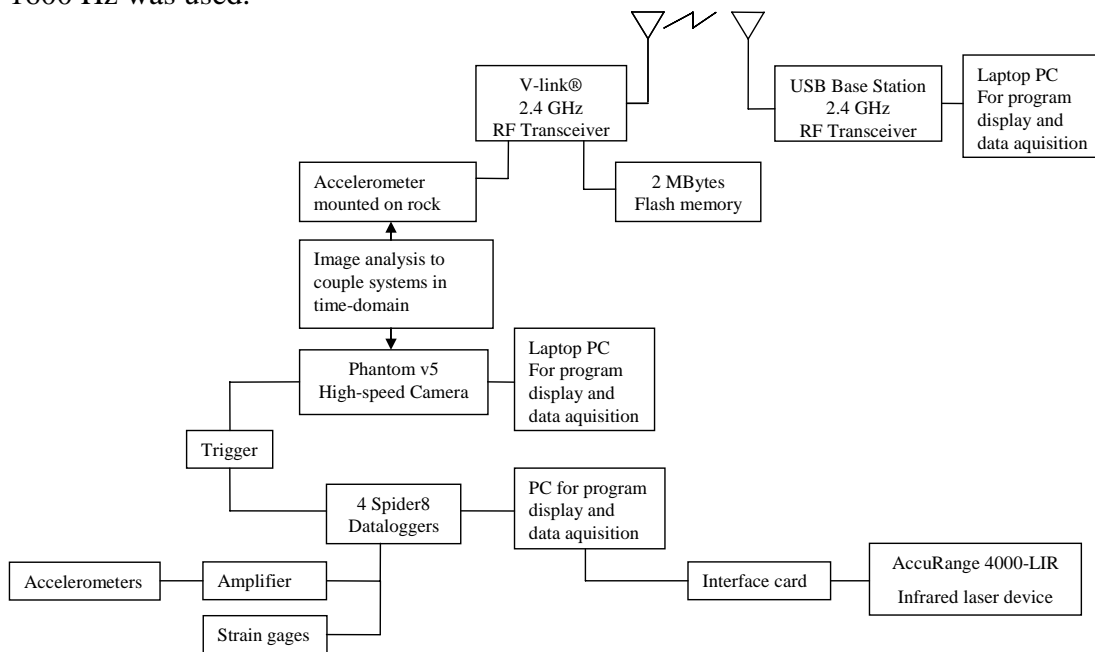 1600 Hz was used.
V-link®
2.4 GHz
RF Transceiver
USB Base Station
2.4 GHz
RF Transceiver
Laptop PC
For program
display and
data aquisition
Accelerometer
mounted on rock
2 MBytes
Flash memory
Image analysis to
couple systems in
time-domain
Phantom v5
High-speed Camera
Laptop PC
For program
display and
data aquisition
Trigger
4 Spider8
Dataloggers
PC for program
display and
data aquisition
Accelerometers
Amplifier
Interface card
AccuRange 4000-LIR
Infrared laser device
Strain gages